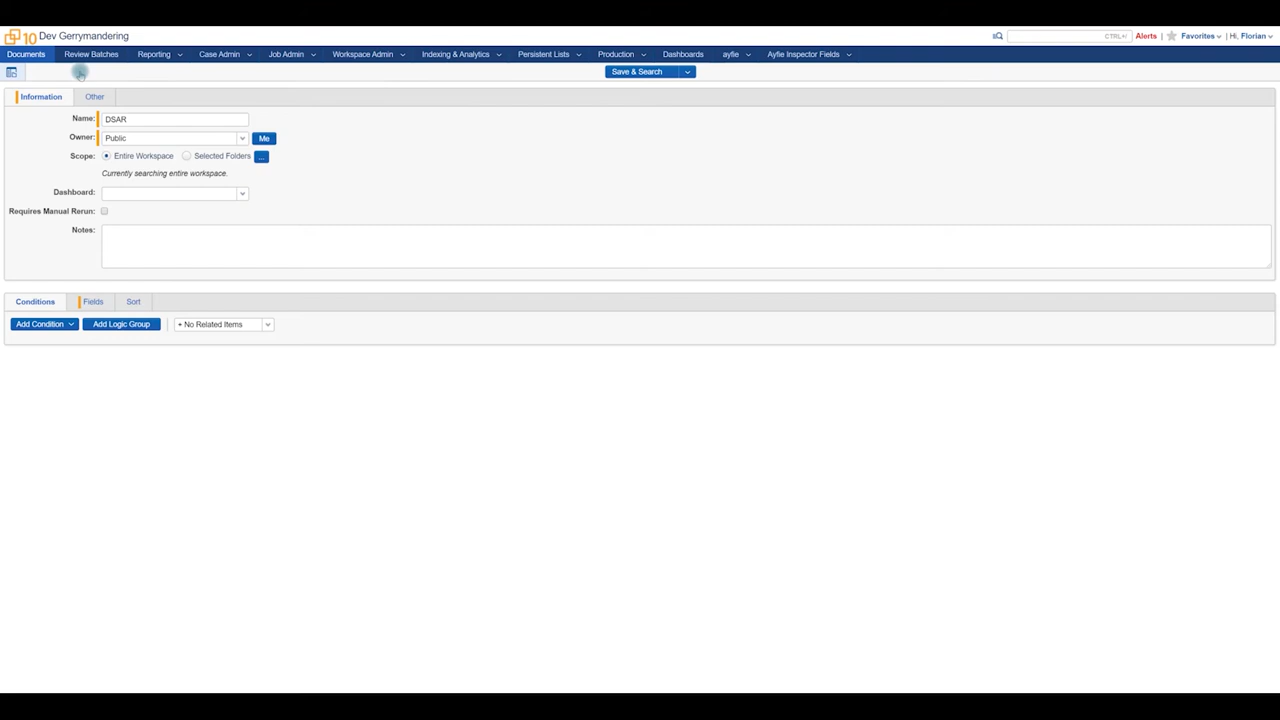 10 Dev Gerrymandering
CTRL+/ Alerts | Favorites | Hi, Florian
Documents Review Batches Reporting Case Admin Job Admin Workspace Admin Indexing & Analytics Persistent Lists Production Dashboards ayfie Ayfie Inspector Fields
Save & Search
Information Other
Name: DSAR
Owner: Public Me
Scope: Entire Workspace Selected Folders ...
Currently searching entire workspace.
Dashboard:
Requires Manual Rerun:
Notes:
Conditions Fields Sort
Add Condition Add Logic Group + No Related Items